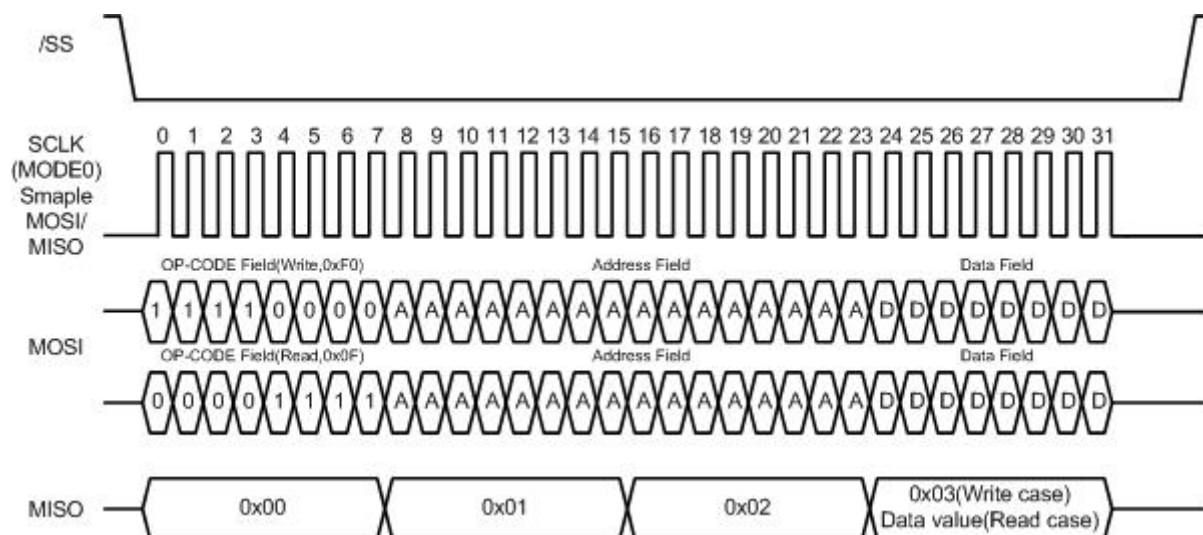 /SS
0 1 2 3 4 5 6 7 8 9 10 11 12 13 14 15 16 17 18 19 20 21 22 23 24 25 26 27 28 29 30 31
SCLK
(MODE0)
Smaple
MOSI/
MISO
OP-CODE Field(Write,0xF0) Address Field Data Field
1 1 1 1 0 0 0 0 A A A A A A A A A A A A A A A A D D D D D D D D
MOSI
OP-CODE Field(Read,0x0F) Address Field Data Field
0 0 0 0 1 1 1 1 A A A A A A A A A A A A A A A A D D D D D D D D
MISO 0x00 0x01 0x02 0x03(Write case)
Data value(Read case)